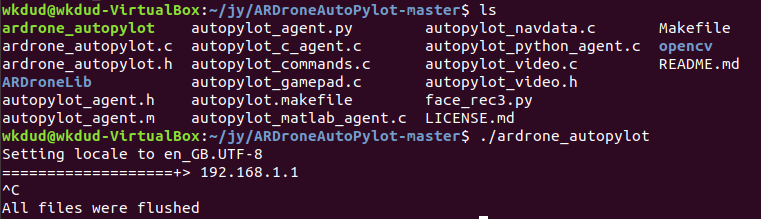 wkdud@wkdud-VirtualBox:~/jy/ARDroneAutoPylot-master$ ls
ardrone_autopylot autopylot_agent.py autopylot_navdata.c Makefile
ardrone_autopylot.c autopylot_c_agent.c autopylot_python_agent.c opencv
ardrone_autopylot.h autopylot_commands.c autopylot_video.c README.md
ARDroneLib autopylot_gamepad.c autopylot_video.h
autopylot_agent.h autopylot.makefile face_rec3.py
autopylot_agent.m autopylot_matlab_agent.c LICENSE.md
wkdud@wkdud-VirtualBox:~/jy/ARDroneAutoPylot-master$ ./ardrone_autopylot
Setting locale to en_GB.UTF-8
===================+> 192.168.1.1
^C
All files were flushed